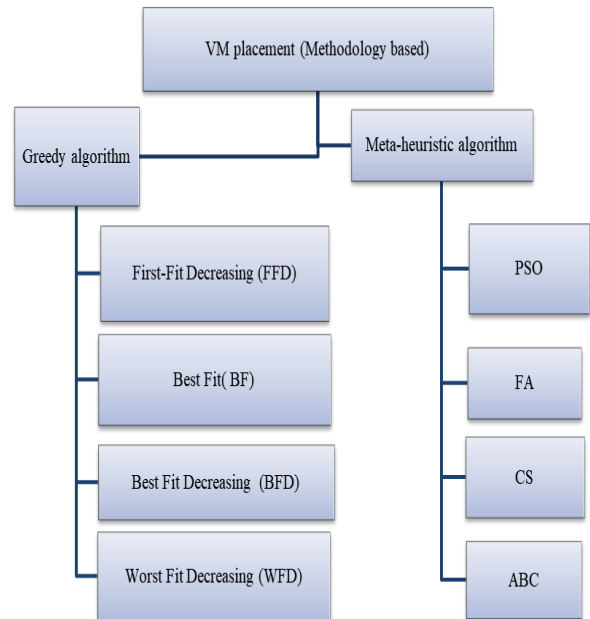 VM placement (Methodology based)
Greedy algorithm
Meta-heuristic algorithm
First-Fit Decreasing (FFD)
Best Fit( BF)
Best Fit Decreasing (BFD)
Worst Fit Decreasing (WFD)
PSO
FA
CS
ABC